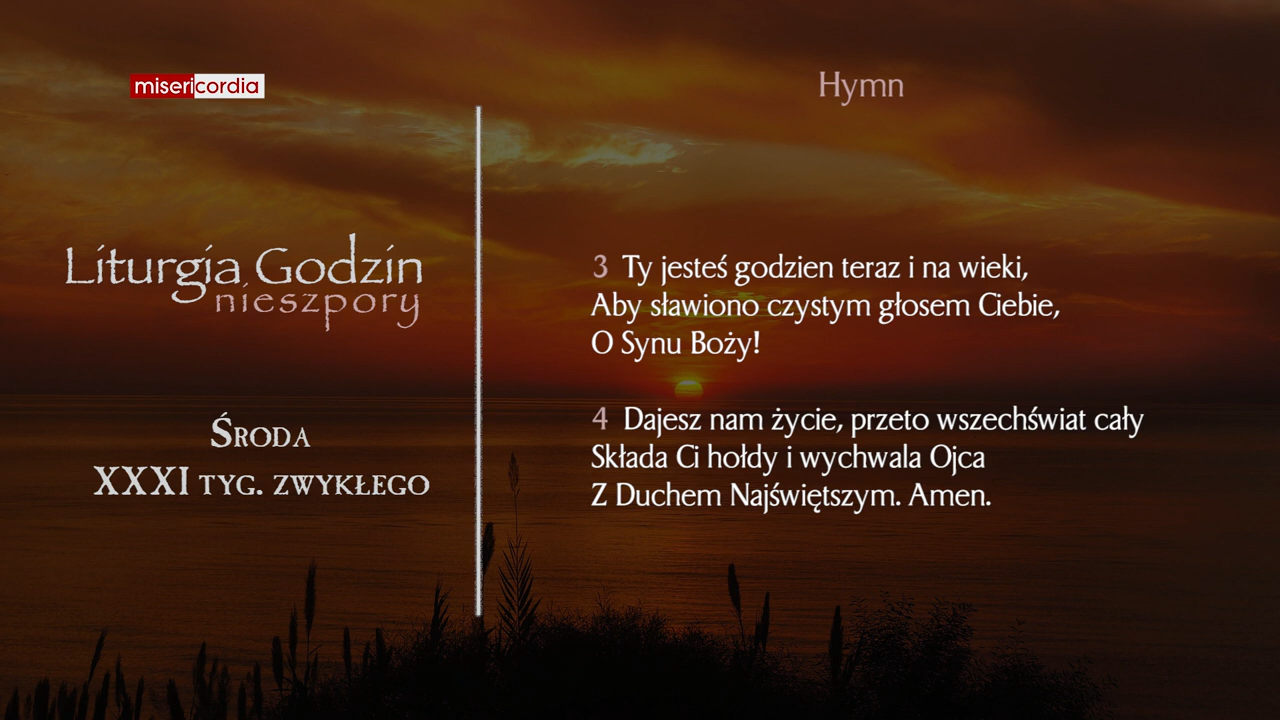 misericordia
Liturgia Godzin
nieszpory
Środa
XXXI tyg. zwykłego
Hymn
3 Ty jesteś godzien teraz i na wieki,
Aby sławiono czystym głosem Ciebie,
O Synu Boży!
4 Dajesz nam życie, przeto wszechświat cały
Składa Ci hołdy i wychwala Ojca
Z Duchem Najświętszym. Amen.